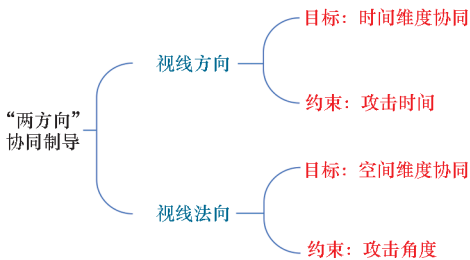 “两方向”
协同制导
视线方向
目标：时间维度协同
约束：攻击时间
视线法向
目标：空间维度协同
约束：攻击角度